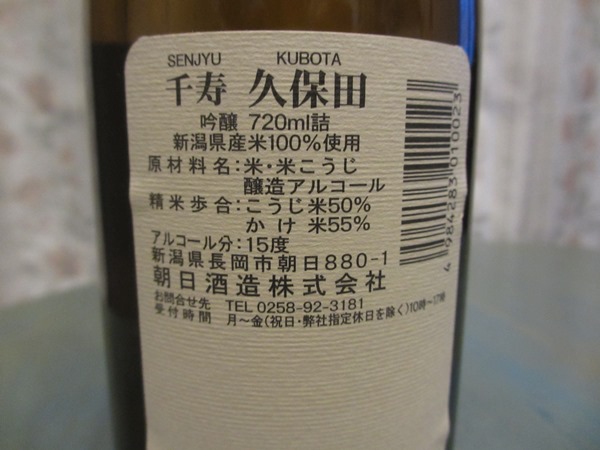 SENJYU KUBOTA
千寿 久保田
吟醸 720ml詰
新潟県産米100%使用
原材料名:米・米こうじ
醸造アルコール
精米歩合:こうじ米50%
かけ 米55%
アルコール分:15度
新潟県長岡市朝日880-1
朝日酒造株式会社
お問合せ先 TEL 0258-92-3181
受付時間 月～金(祝日・弊社指定休日を除く)10時～17時
4 984283 010023